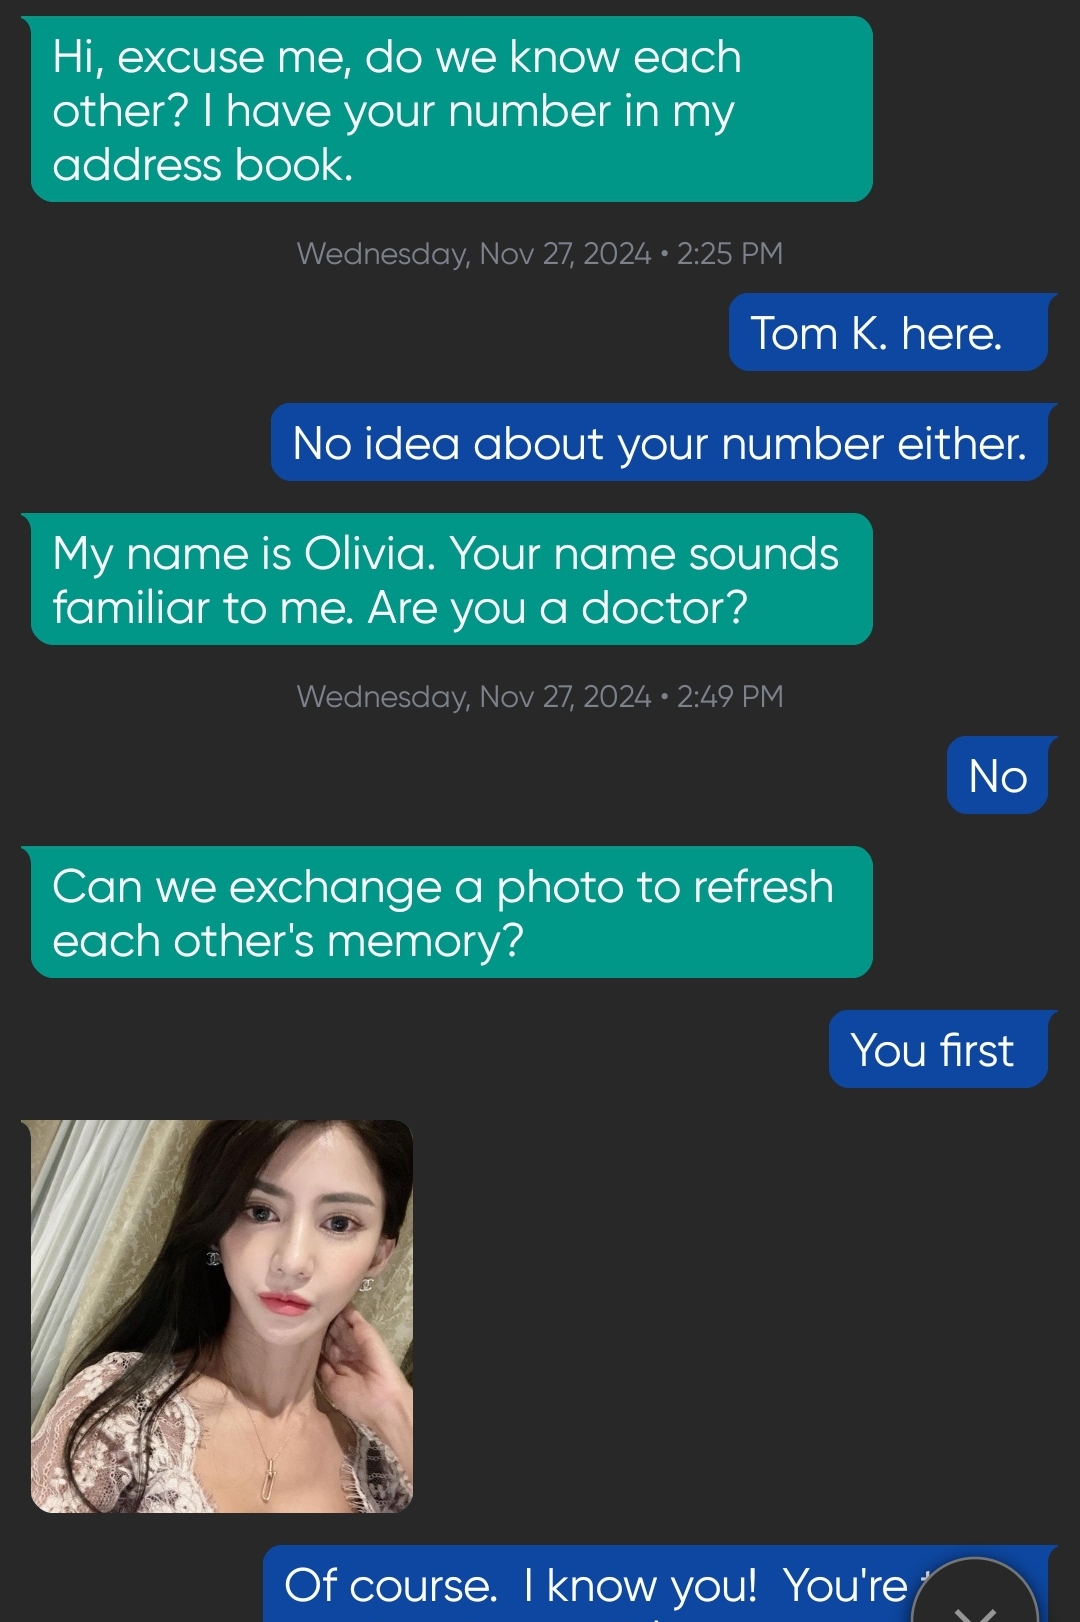 Hi, excuse me, do we know each
other? I have your number in my
address book.
Wednesday, Nov 27, 2024 • 2:25 PM
Tom K. here.
No idea about your number either.
My name is Olivia. Your name sounds
familiar to me. Are you a doctor?
Wednesday, Nov 27, 2024 • 2:49 PM
No
Can we exchange a photo to refresh
each other's memory?
You first
Of course.  I know you!  You're